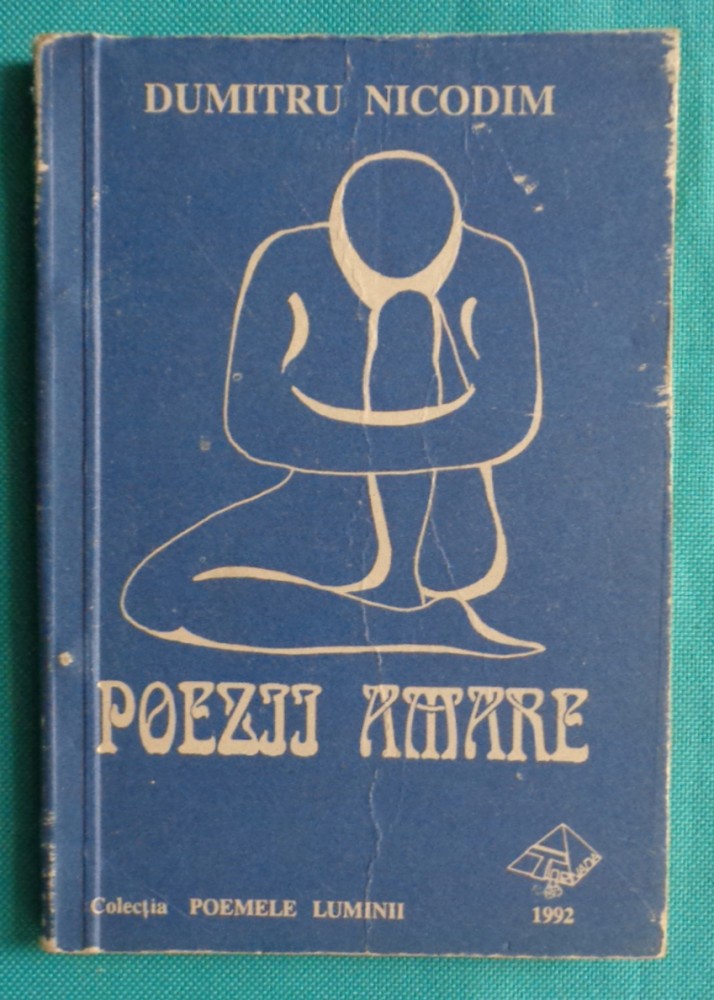 DUMITRU NICODIM
POEZII AMARE
Colecția POEMELE LUMINII
1992